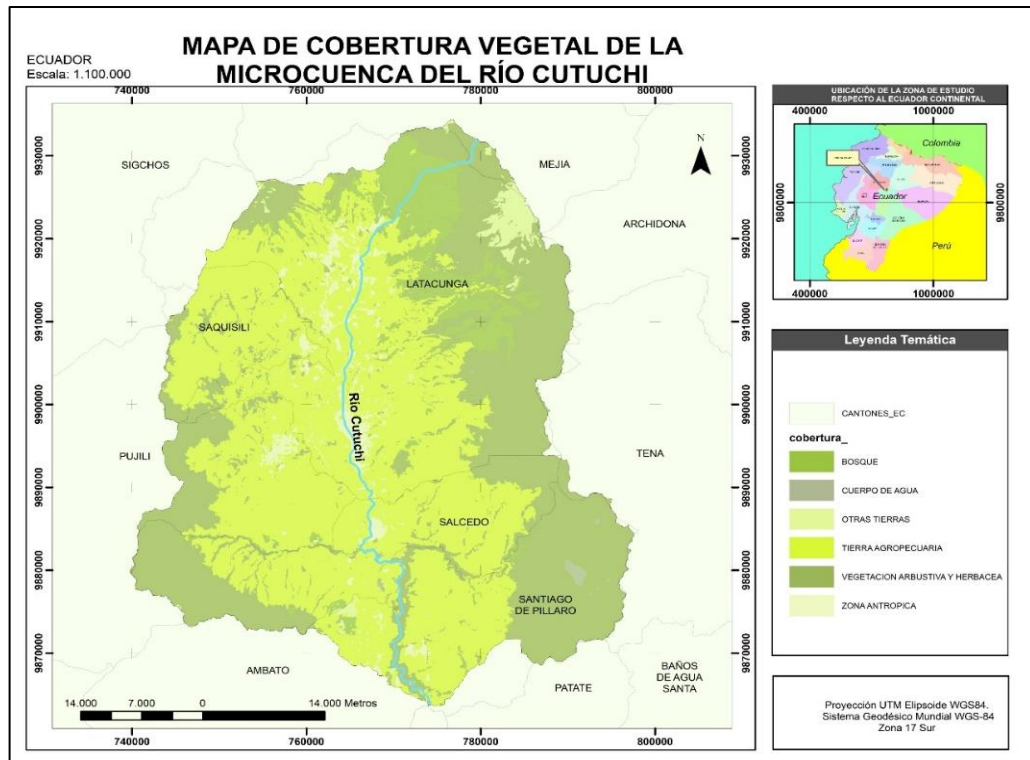 MAPA DE COBERTURA VEGETAL DE LA
MICROCUENCA DEL RÍO CUTUCHI
ECUADOR
Escala: 1.100.000
740000
760000
780000
800000
9930000
9920000
9910000
9900000
9890000
9880000
9870000
SIGCHOS
MEJIA
ARCHIDONA
LATACUNGA
SAQUISILI
Río Cutuchi
PUJILI
TENA
SALCEDO
SANTIAGO
DE PILLARO
AMBATO
PATATE
BAÑOS
DE AGUA
SANTA
N
14.000
7.000
0
14.000 Metros
9930000
9920000
9910000
9900000
9890000
9880000
9870000
740000
760000
780000
800000
UBICACIÓN DE LA ZONA DE ESTUDIO
RESPECTO AL ECUADOR CONTINENTAL
400000
1000000
Colombia
Ecuador
Perú
9800000
9800000
400000
1000000
Leyenda Temática
CANTONES_EC
cobertura_
BOSQUE
CUERPO DE AGUA
OTRAS TIERRAS
TIERRA AGROPECUARIA
VEGETACION ARBUSTIVA Y HERBACEA
ZONA ANTROPICA
Proyección UTM Elipsoide WGS84.
Sistema Geodésico Mundial WGS-84
Zona 17 Sur